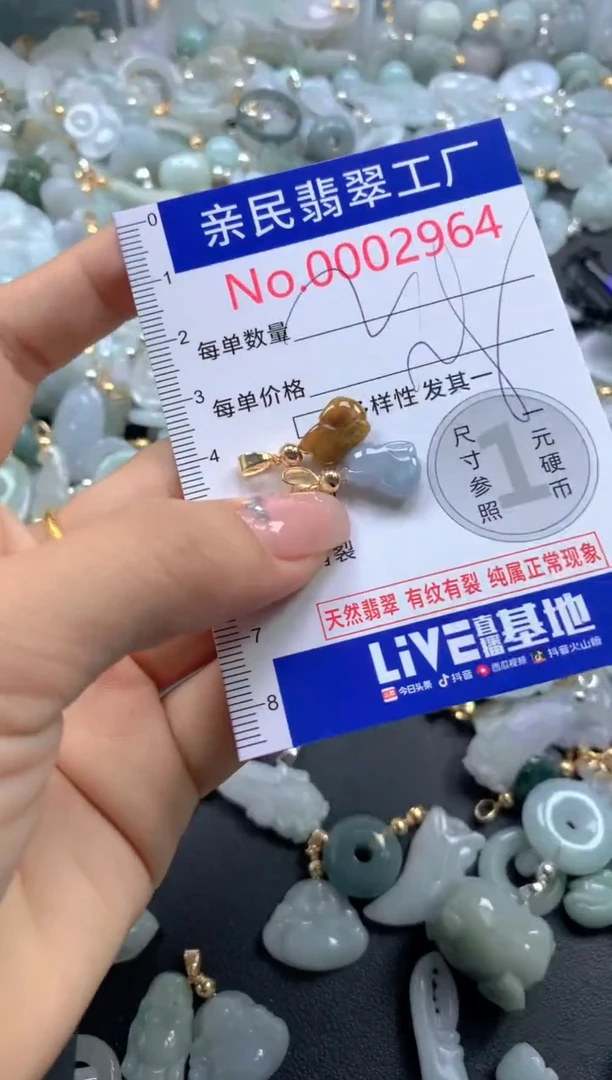 0
亲民翡翠工厂
No.0002964
1
2
每单数量
3
每单价格
样性 发其一
4
尺寸参照
1
一元硬币
裂
天然翡翠 有纹有裂 纯属正常现象
7
LiVE直播基地
今日头条 抖音 西瓜视频 抖音火山版
8